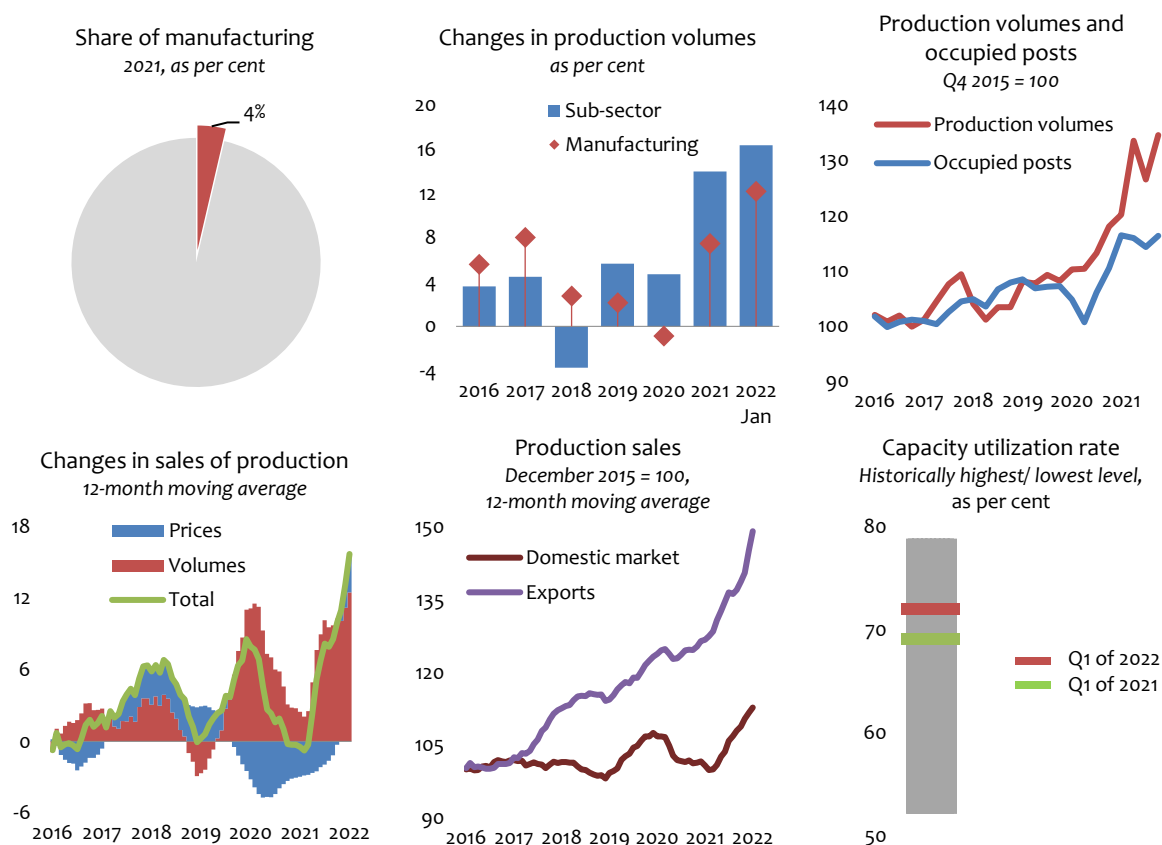 Share of manufacturing
2021, as per cent
4%
Changes in production volumes
as per cent
20
16
12
8
4
0
-4
Sub-sector
Manufacturing
2016 2017 2018 2019 2020 2021 2022
Jan
Production volumes and
occupied posts
Q4 2015 = 100
140
130
120
110
100
90
Production volumes
Occupied posts
2016 2017 2018 2019 2020 2021
Changes in sales of production
12-month moving average
18
12
6
0
-6
Prices
Volumes
Total
2016 2017 2018 2019 2020 2021 2022
Production sales
December 2015 = 100,
12-month moving average
150
135
120
105
90
Domestic market
Exports
2016 2017 2018 2019 2020 2021 2022
Capacity utilization rate
Historically highest/ lowest level,
as per cent
80
70
60
50
Q1 of 2022
Q1 of 2021